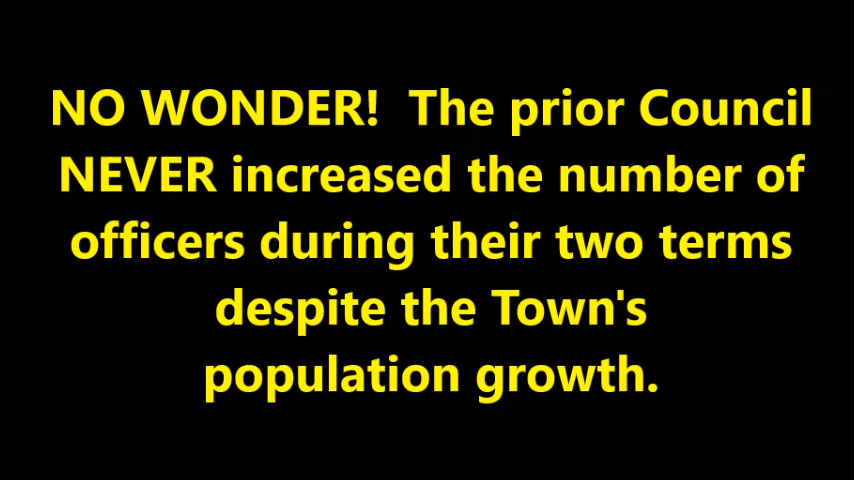 NO WONDER!  The prior Council
NEVER increased the number of
officers during their two terms
despite the Town's
population growth.